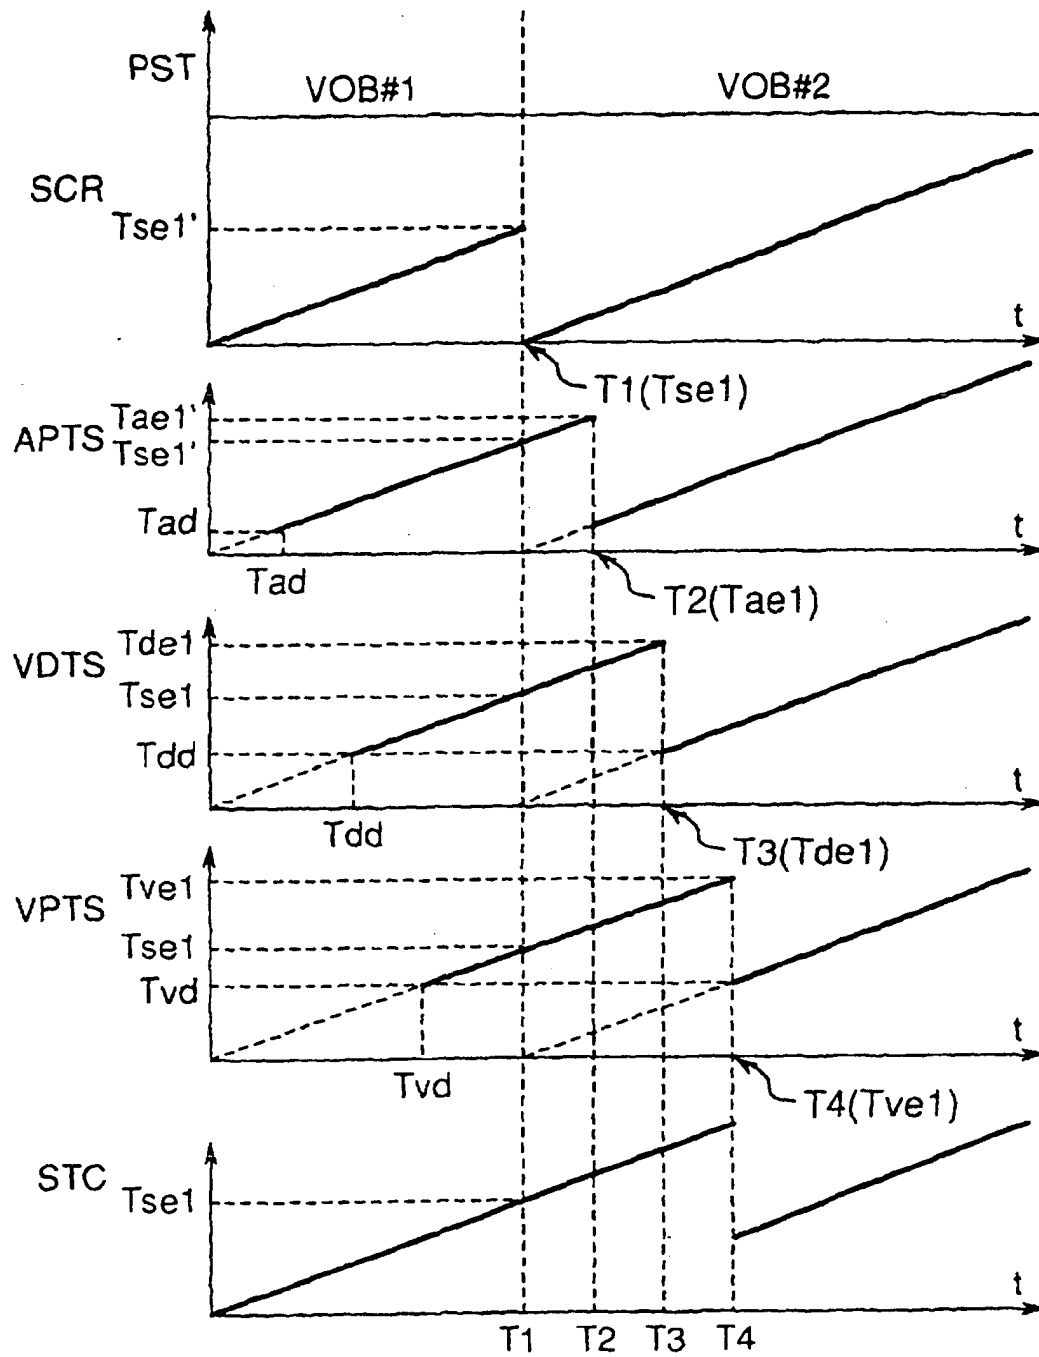 PST
VOB#1
VOB#2
SCR
Tse1'
t
T1(Tse1)
APTS
Tae1'
Tse1'
Tad
t
Tad
T2(Tae1)
VDTS
Tde1
Tse1
Tdd
t
Tdd
T3(Tde1)
VPTS
Tve1
Tse1
Tvd
t
Tvd
T4(Tve1)
STC
Tse1
t
T1 T2 T3 T4